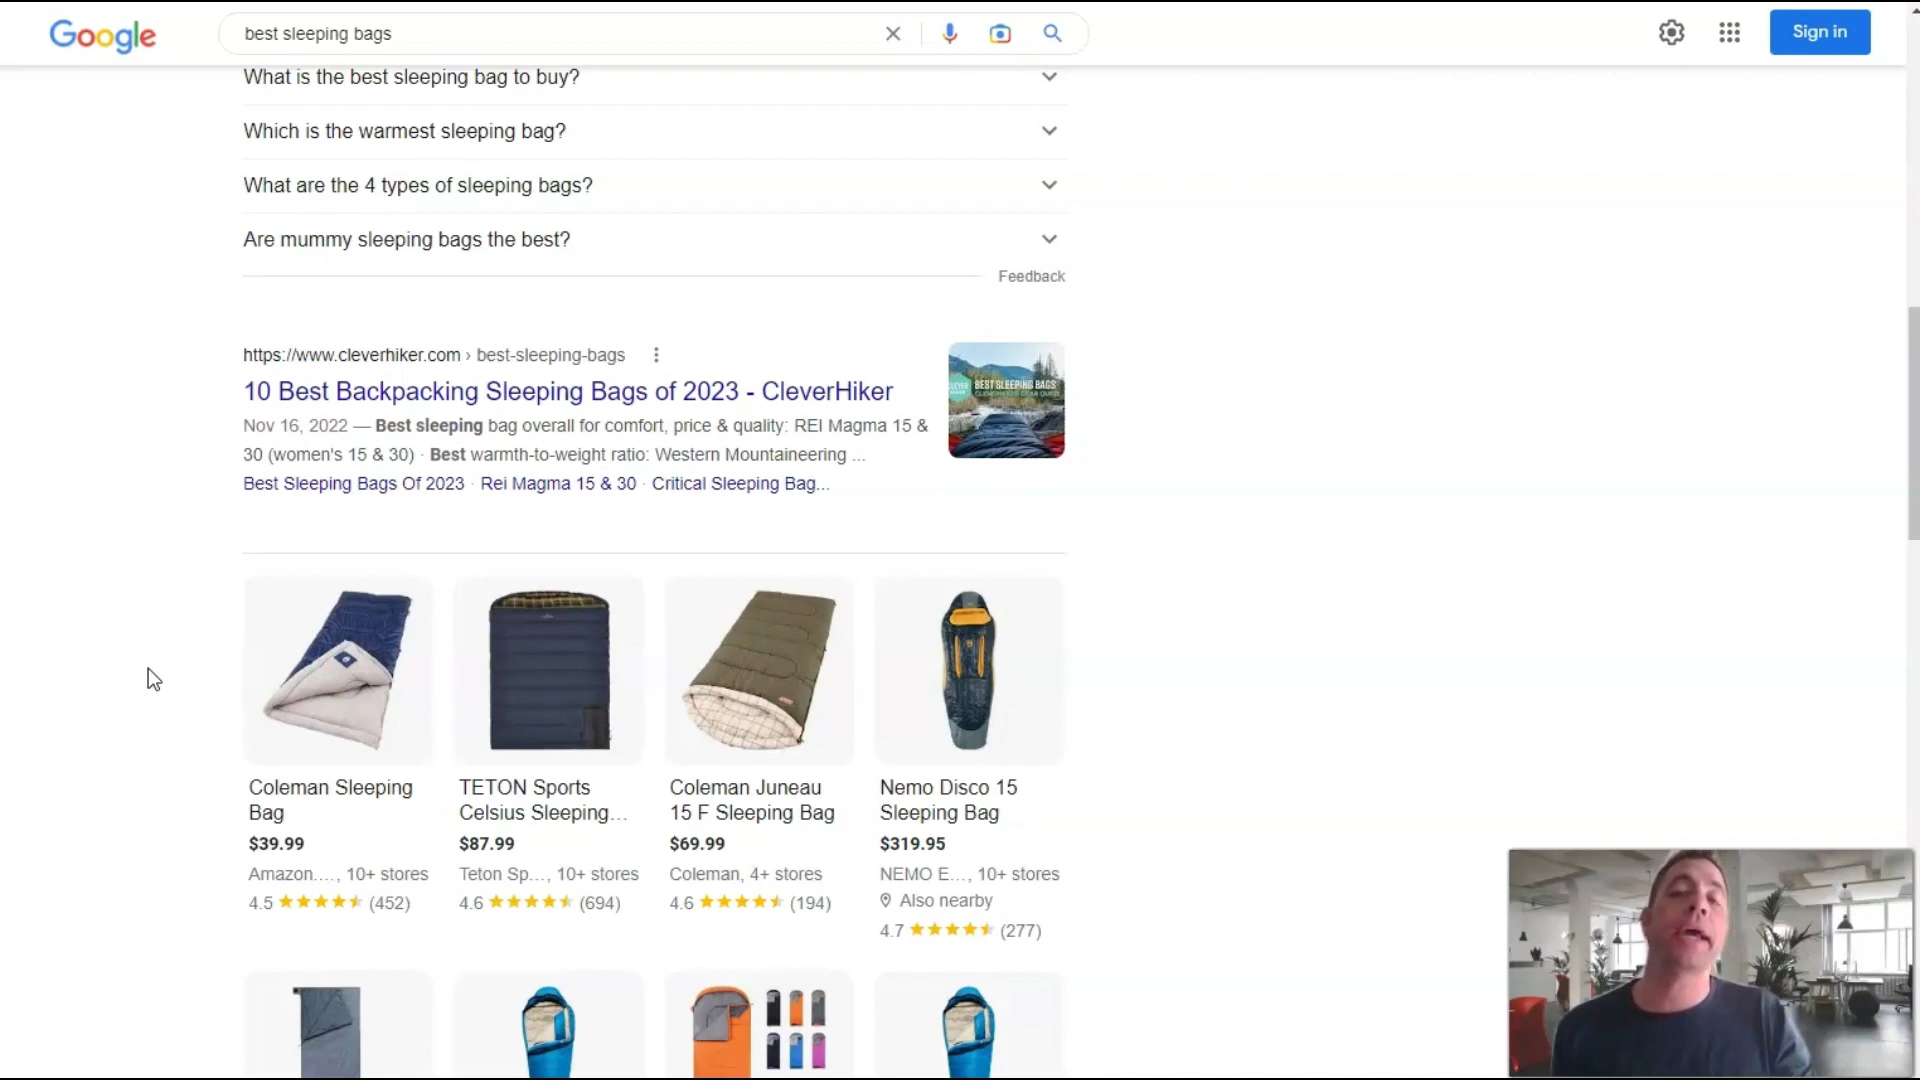 Google
best sleeping bags
Sign in
What is the best sleeping bag to buy?
Which is the warmest sleeping bag?
What are the 4 types of sleeping bags?
Are mummy sleeping bags the best?
Feedback
https://www.cleverhiker.com › best-sleeping-bags
10 Best Backpacking Sleeping Bags of 2023 - CleverHiker
Nov 16, 2022 — Best sleeping bag overall for comfort, price & quality: REI Magma 15 &
30 (women's 15 & 30) · Best warmth-to-weight ratio: Western Mountaineering ...
Best Sleeping Bags Of 2023 · Rei Magma 15 & 30 · Critical Sleeping Bag...
BEST SLEEPING BAGS
Coleman Sleeping
Bag
$39.99
Amazon...., 10+ stores
4.5 (452)
TETON Sports
Celsius Sleeping...
$87.99
Teton Sp..., 10+ stores
4.6 (694)
Coleman Juneau
15 F Sleeping Bag
$69.99
Coleman, 4+ stores
4.6 (194)
Nemo Disco 15
Sleeping Bag
$319.95
NEMO E..., 10+ stores
Also nearby
4.7 (277)